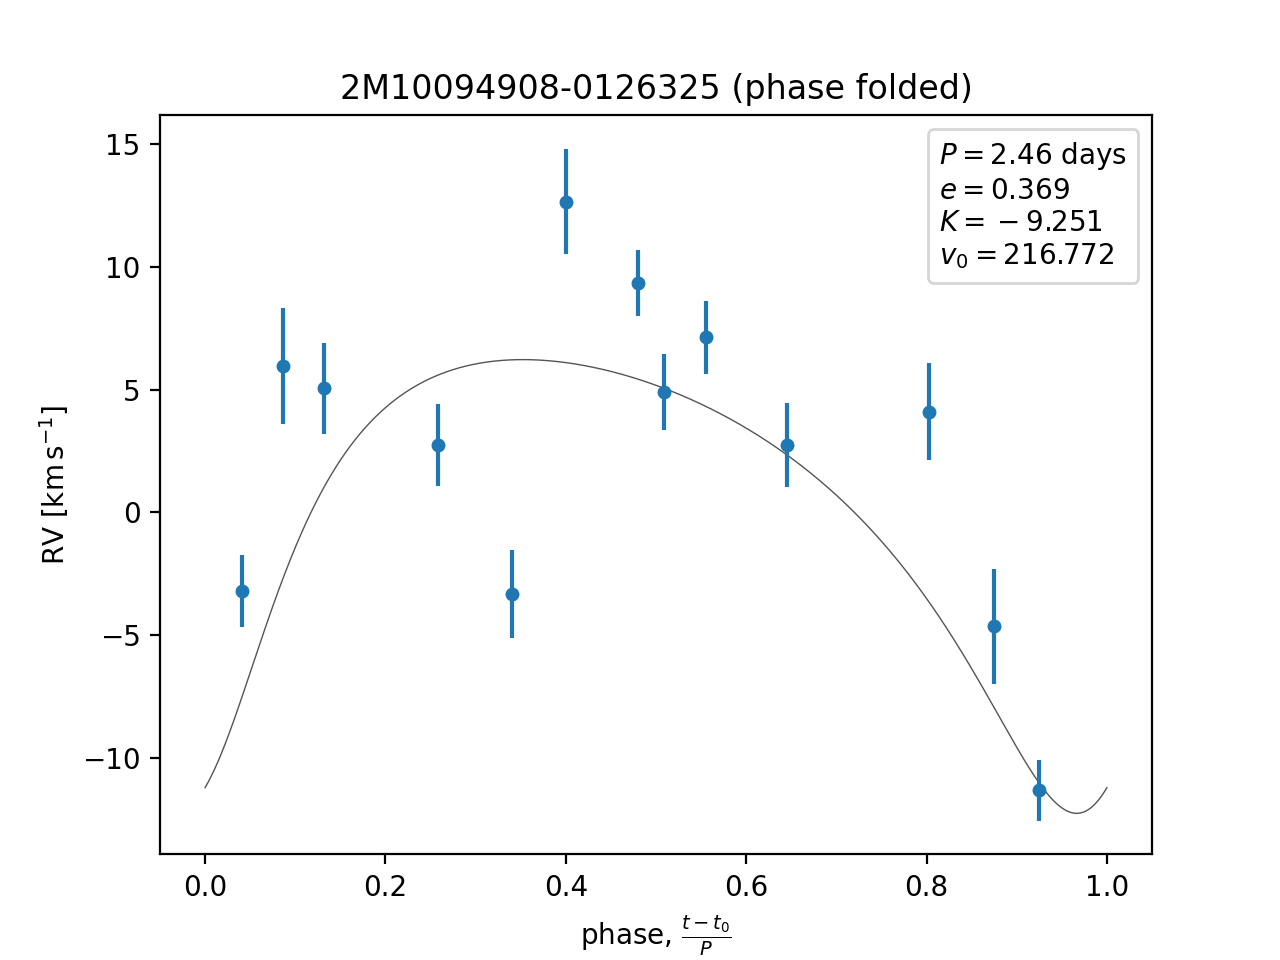 2M10094908-0126325 (phase folded)
P = 2.46 days
e = 0.369
K = −9.251
v₀ = 216.772
15
10
5
0
−5
−10
RV [km s⁻¹]
0.0 0.2 0.4 0.6 0.8 1.0
phase, (t − t₀)/P